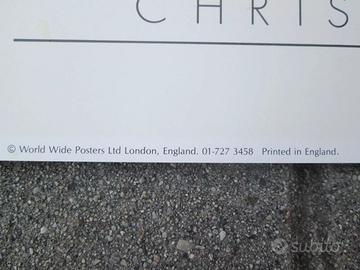 CHRIS
© World Wide Posters Ltd London, England. 01-727 3458 Printed in England.
subito